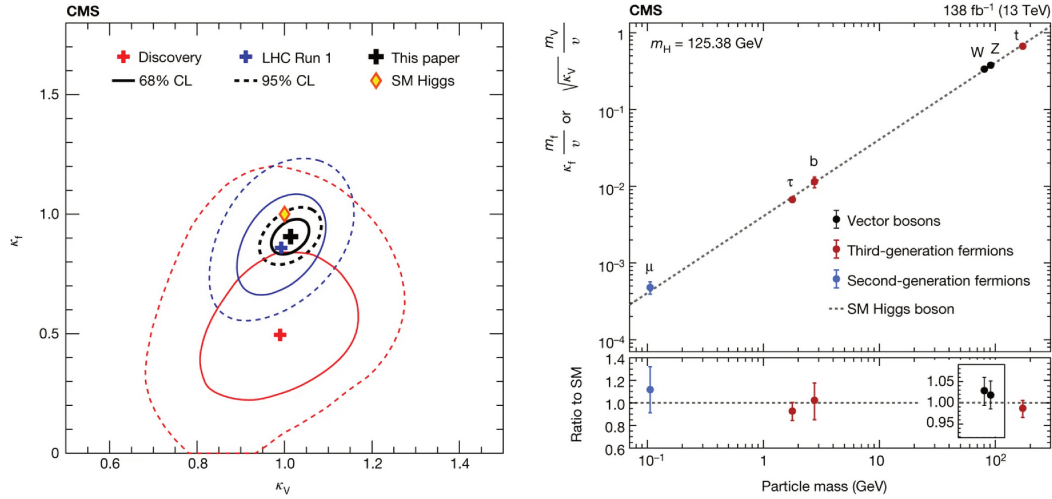 CMS
Discovery
LHC Run 1
This paper
68% CL
95% CL
SM Higgs
1.5
1.0
0.5
0
0.6
0.8
1.0
1.2
1.4
κf
κV
CMS
138 fb−1 (13 TeV)
mH = 125.38 GeV
W
Z
t
b
τ
μ
κf mf/v or √κV mV/v
1
10−1
10−2
10−3
10−4
Vector bosons
Third-generation fermions
Second-generation fermions
SM Higgs boson
Ratio to SM
1.4
1.2
1.0
0.8
0.6
1.05
1.00
0.95
10−1
1
10
102
Particle mass (GeV)